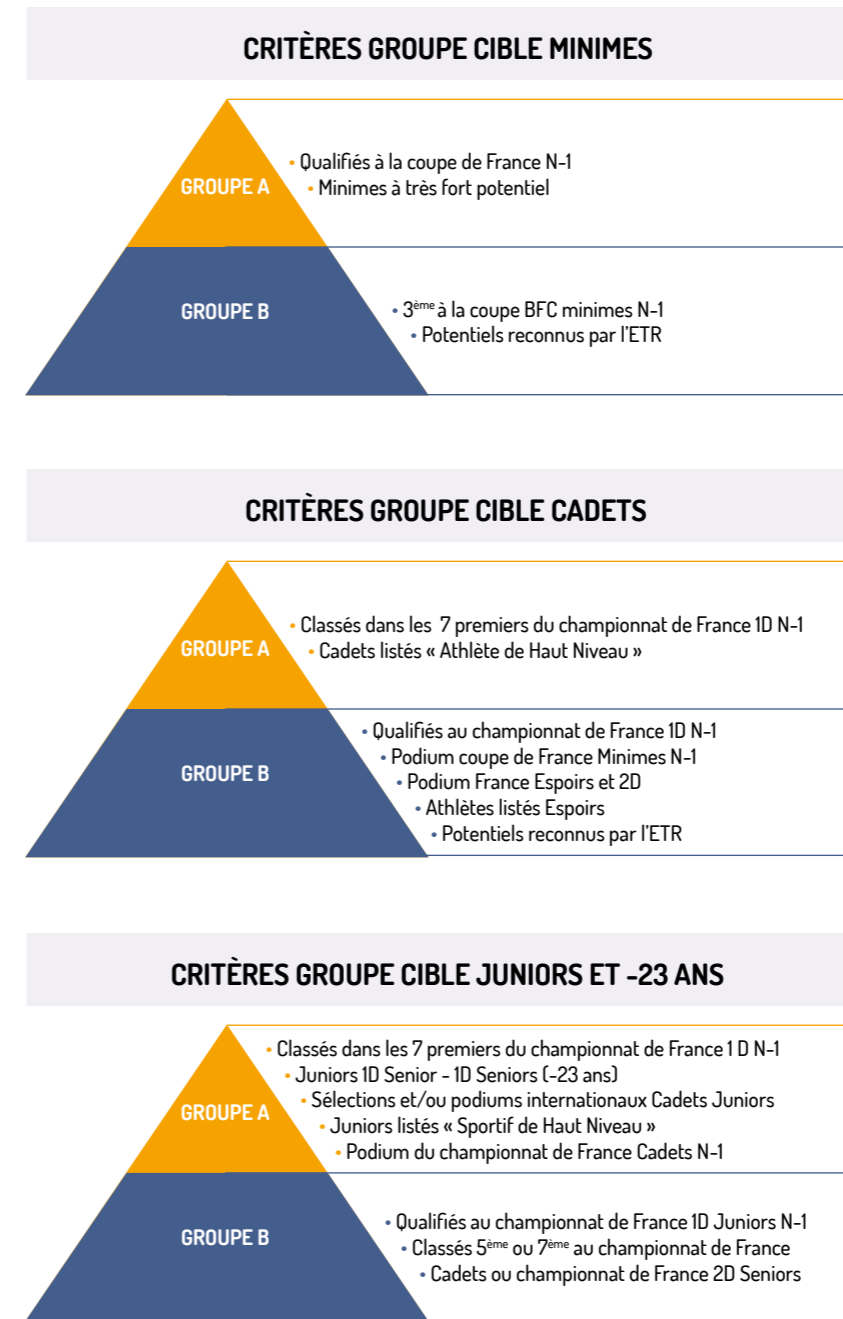 CRITÈRES GROUPE CIBLE MINIMES
GROUPE A
• Qualifiés à la coupe de France N-1
• Minimes à très fort potentiel
GROUPE B
• 3ème à la coupe BFC minimes N-1
• Potentiels reconnus par l'ETR
CRITÈRES GROUPE CIBLE CADETS
GROUPE A
• Classés dans les 7 premiers du championnat de France 1D N-1
• Cadets listés « Athlète de Haut Niveau »
GROUPE B
• Qualifiés au championnat de France 1D N-1
• Podium coupe de France Minimes N-1
• Podium France Espoirs et 2D
• Athlètes listés Espoirs
• Potentiels reconnus par l'ETR
CRITÈRES GROUPE CIBLE JUNIORS ET -23 ANS
GROUPE A
• Classés dans les 7 premiers du championnat de France 1 D N-1
• Juniors 1D Senior - 1D Seniors (-23 ans)
• Sélections et/ou podiums internationaux Cadets Juniors
• Juniors listés « Sportif de Haut Niveau »
• Podium du championnat de France Cadets N-1
GROUPE B
• Qualifiés au championnat de France 1D Juniors N-1
• Classés 5ème ou 7ème au championnat de France
• Cadets ou championnat de France 2D Seniors